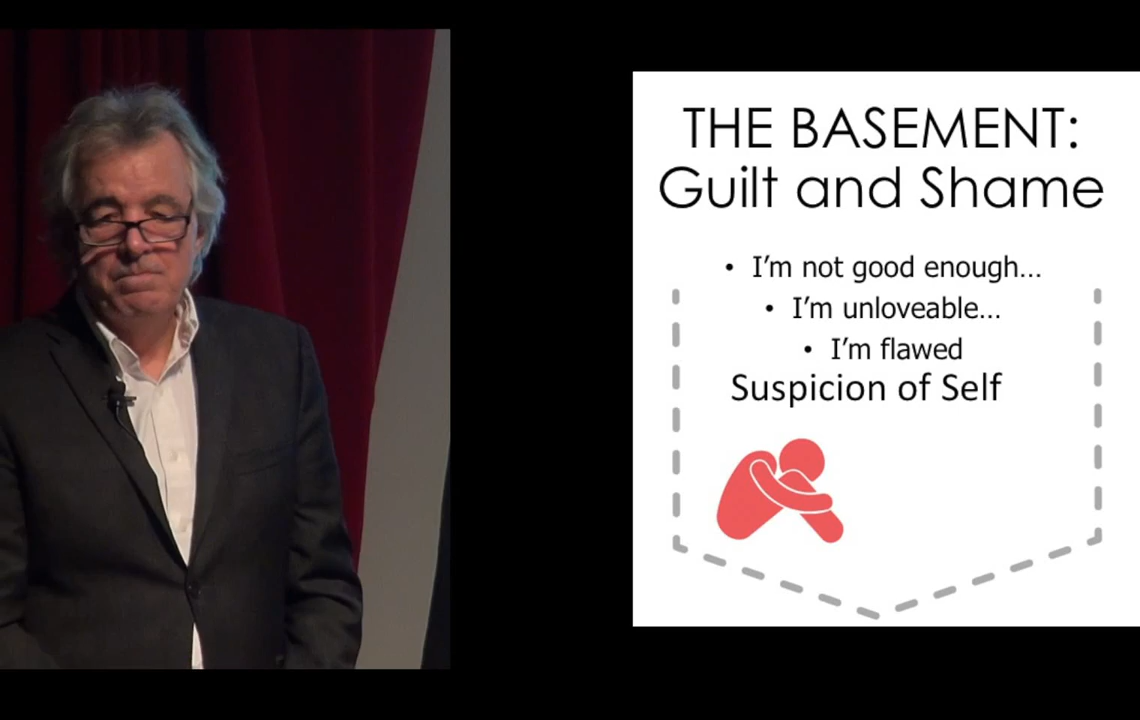 THE BASEMENT:
Guilt and Shame
• I'm not good enough...
• I'm unloveable...
• I'm flawed
Suspicion of Self